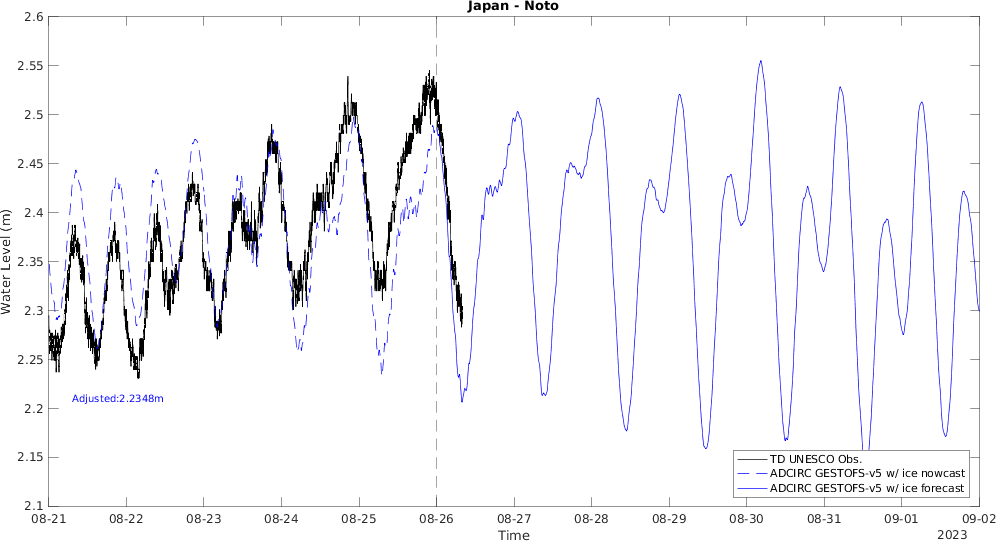 Japan - Noto
2.6
2.55
2.5
2.45
2.4
2.35
2.3
2.25
2.2
2.15
2.1
Water Level (m)
Adjusted:2.2348m
TD UNESCO Obs.
ADCIRC GESTOFS-v5 w/ ice nowcast
ADCIRC GESTOFS-v5 w/ ice forecast
08-21 08-22 08-23 08-24 08-25 08-26 08-27 08-28 08-29 08-30 08-31 09-01 09-02
Time
2023